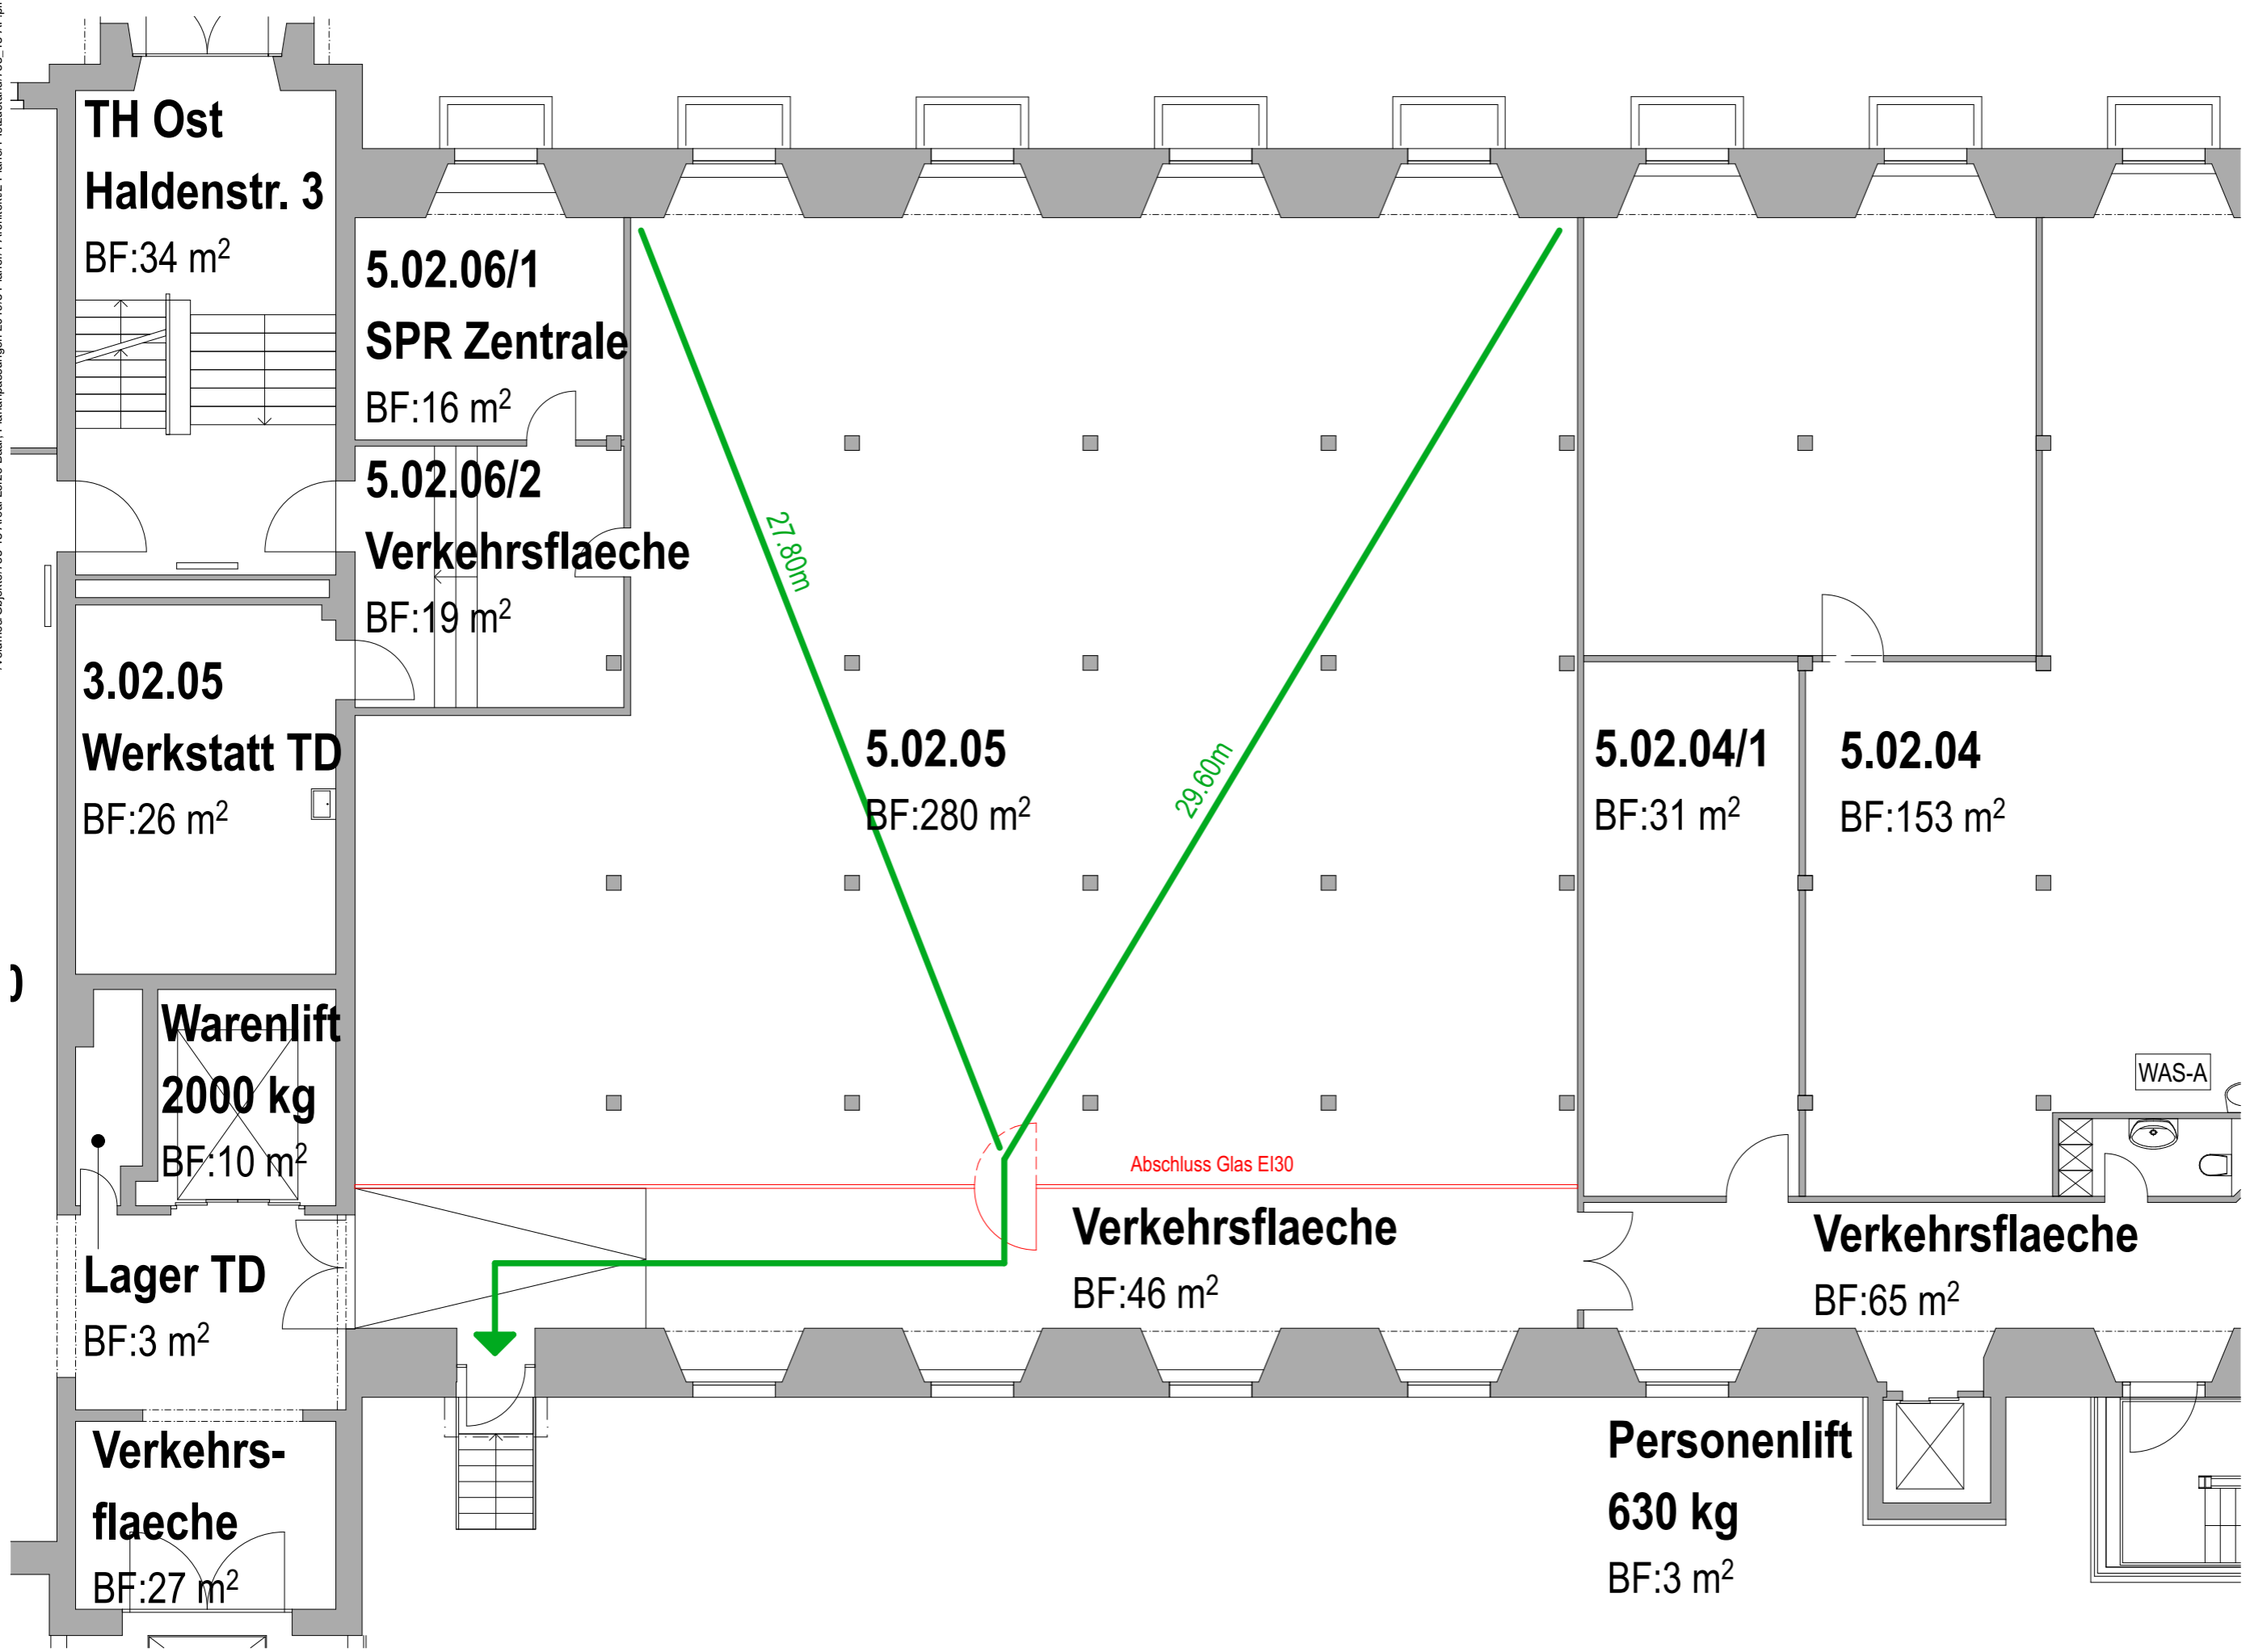 TH Ost
Haldenstr. 3
BF:34 m²
5.02.06/1
SPR Zentrale
BF:16 m²
5.02.06/2
Verkehrsflaeche
BF:19 m²
27.80m
3.02.05
Werkstatt TD
BF:26 m²
5.02.05
BF:280 m²
29.60m
5.02.04/1
BF:31 m²
5.02.04
BF:153 m²
Warenlift
2000 kg
BF:10 m²
WAS-A
Abschluss Glas EI30
Verkehrsflaeche
BF:46 m²
Verkehrsflaeche
BF:65 m²
Lager TD
BF:3 m²
Verkehrs-
flaeche
BF:27 m²
Personenlift
630 kg
BF:3 m²